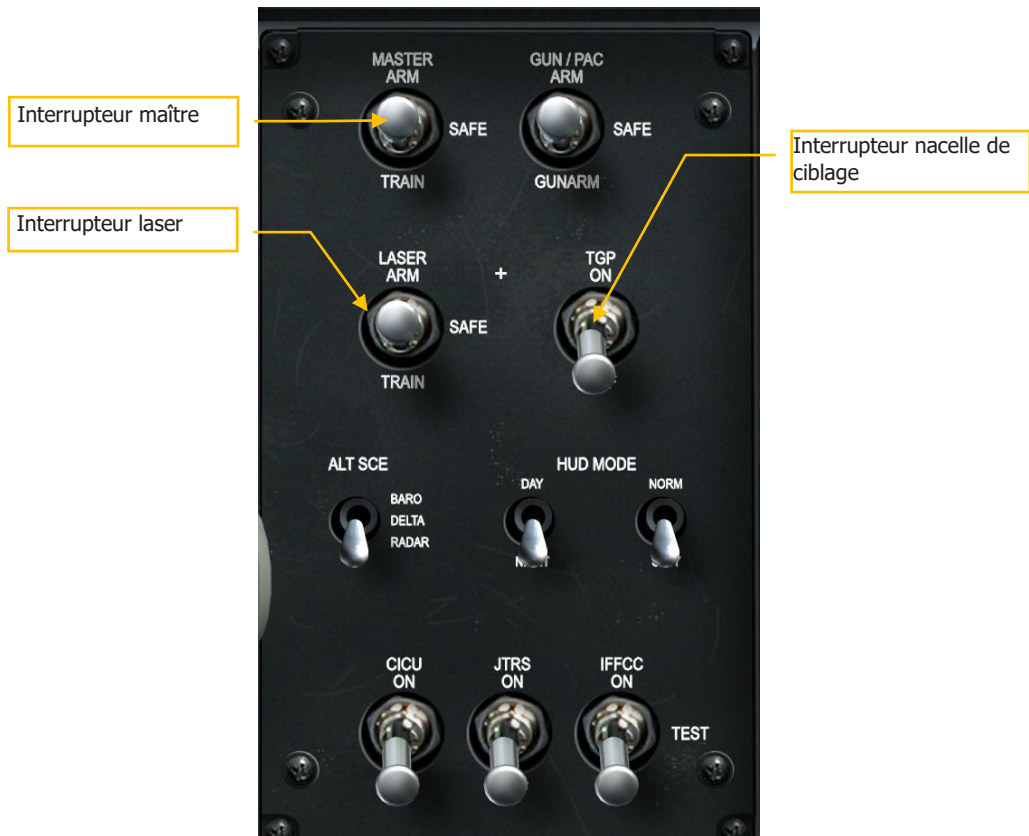 MASTER
ARM
GUN / PAC
ARM
Interrupteur maître
SAFE
SAFE
TRAIN
GUNARM
Interrupteur nacelle de
ciblage
Interrupteur laser
LASER
ARM
+
TGP
ON
SAFE
TRAIN
ALT SCE
HUD MODE
BARO
DELTA
RADAR
DAY
NORM
CICU
ON
JTRS
ON
IFFCC
ON
TEST